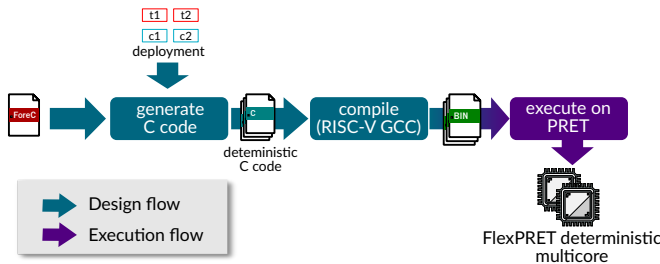 t1 t2
c1 c2
deployment
ForeC
generate
C code
C
deterministic
C code
compile
(RISC-V GCC)
BIN
execute on
PRET
Design flow
Execution flow
FlexPRET deterministic
multicore